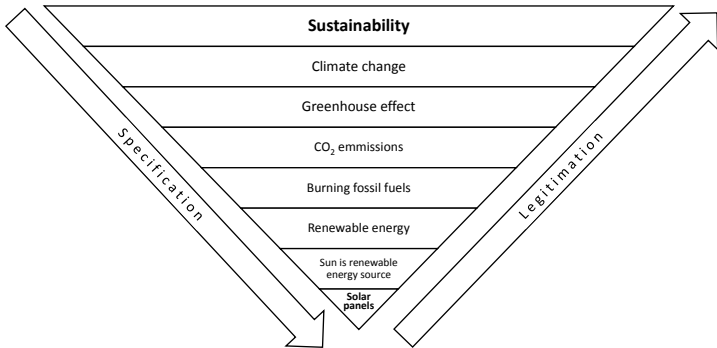 Sustainability
Climate change
Greenhouse effect
CO₂ emmissions
Burning fossil fuels
Renewable energy
Sun is renewable
energy source
Solar
panels
Specification
Legitimation